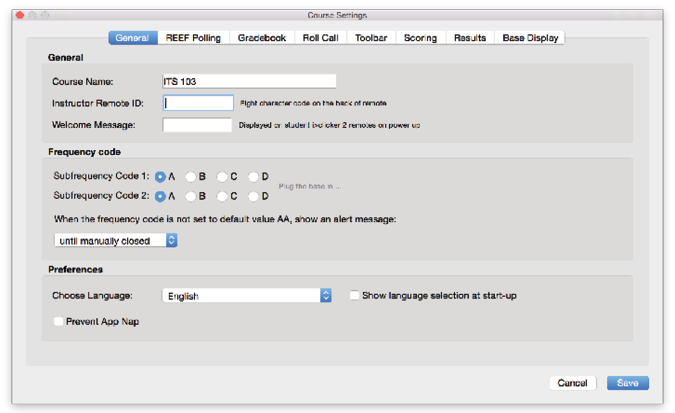 Course Settings
General REEF Polling Gradebook Roll Call Toolbar Scoring Results Base Display
General
Course Name: ITS 103
Instructor Remote ID: Eight character code on the back of remote
Welcome Message: Displayed on student i>clicker 2 remotes on power up
Frequency code
Subfrequency Code 1: A B C D
Plug the base in ...
Subfrequency Code 2: A B C D
When the frequency code is not set to default value AA, show an alert message:
until manually closed
Preferences
Choose Language: English Show language selection at start-up
Prevent App Nap
Cancel Save